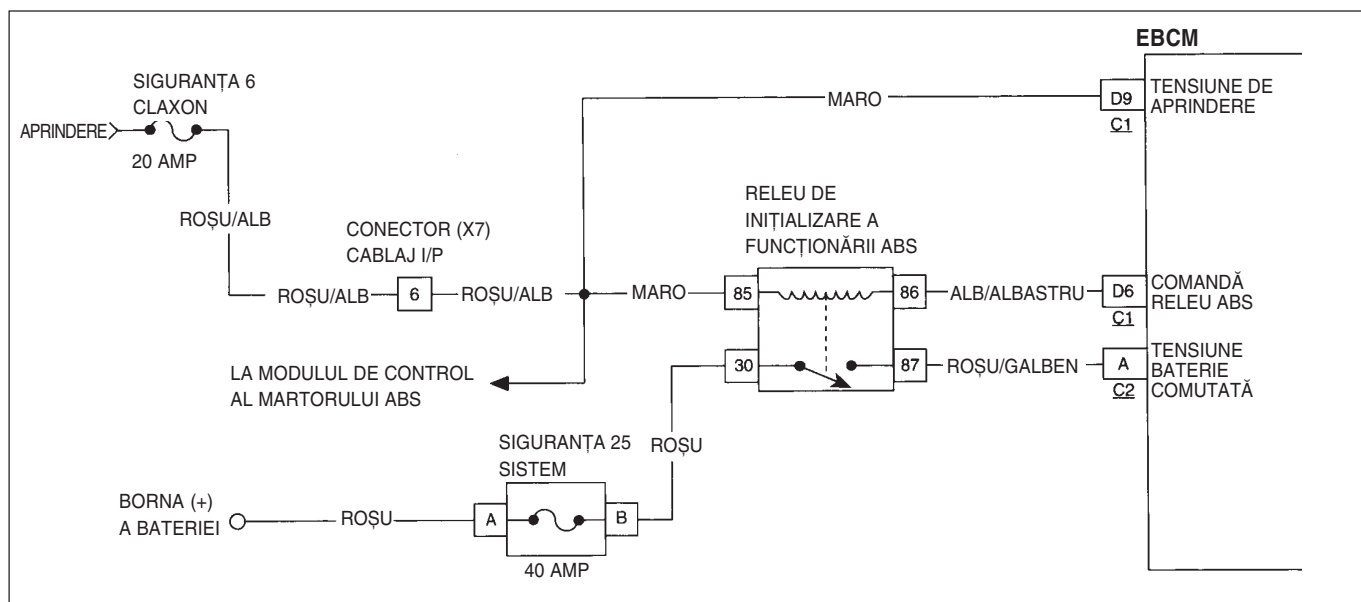 EBCM
SIGURANȚA 6
CLAXON
APRINDERE
20 AMP
MARO
D9
C1
TENSIUNE DE
APRINDERE
ROȘU/ALB
CONECTOR (X7)
CABLAJ I/P
RELEU DE
INIȚIALIZARE A
FUNCȚIONĂRII ABS
ROȘU/ALB
6
ROȘU/ALB
MARO
85
86
ALB/ALBASTRU
D6
C1
COMANDĂ
RELEU ABS
30
87
ROȘU/GALBEN
A
C2
TENSIUNE
BATERIE
COMUTATĂ
LA MODULUL DE CONTROL
AL MARTORULUI ABS
SIGURANȚA 25
SISTEM
ROȘU
BORNA (+)
A BATERIEI
ROȘU
A
B
40 AMP